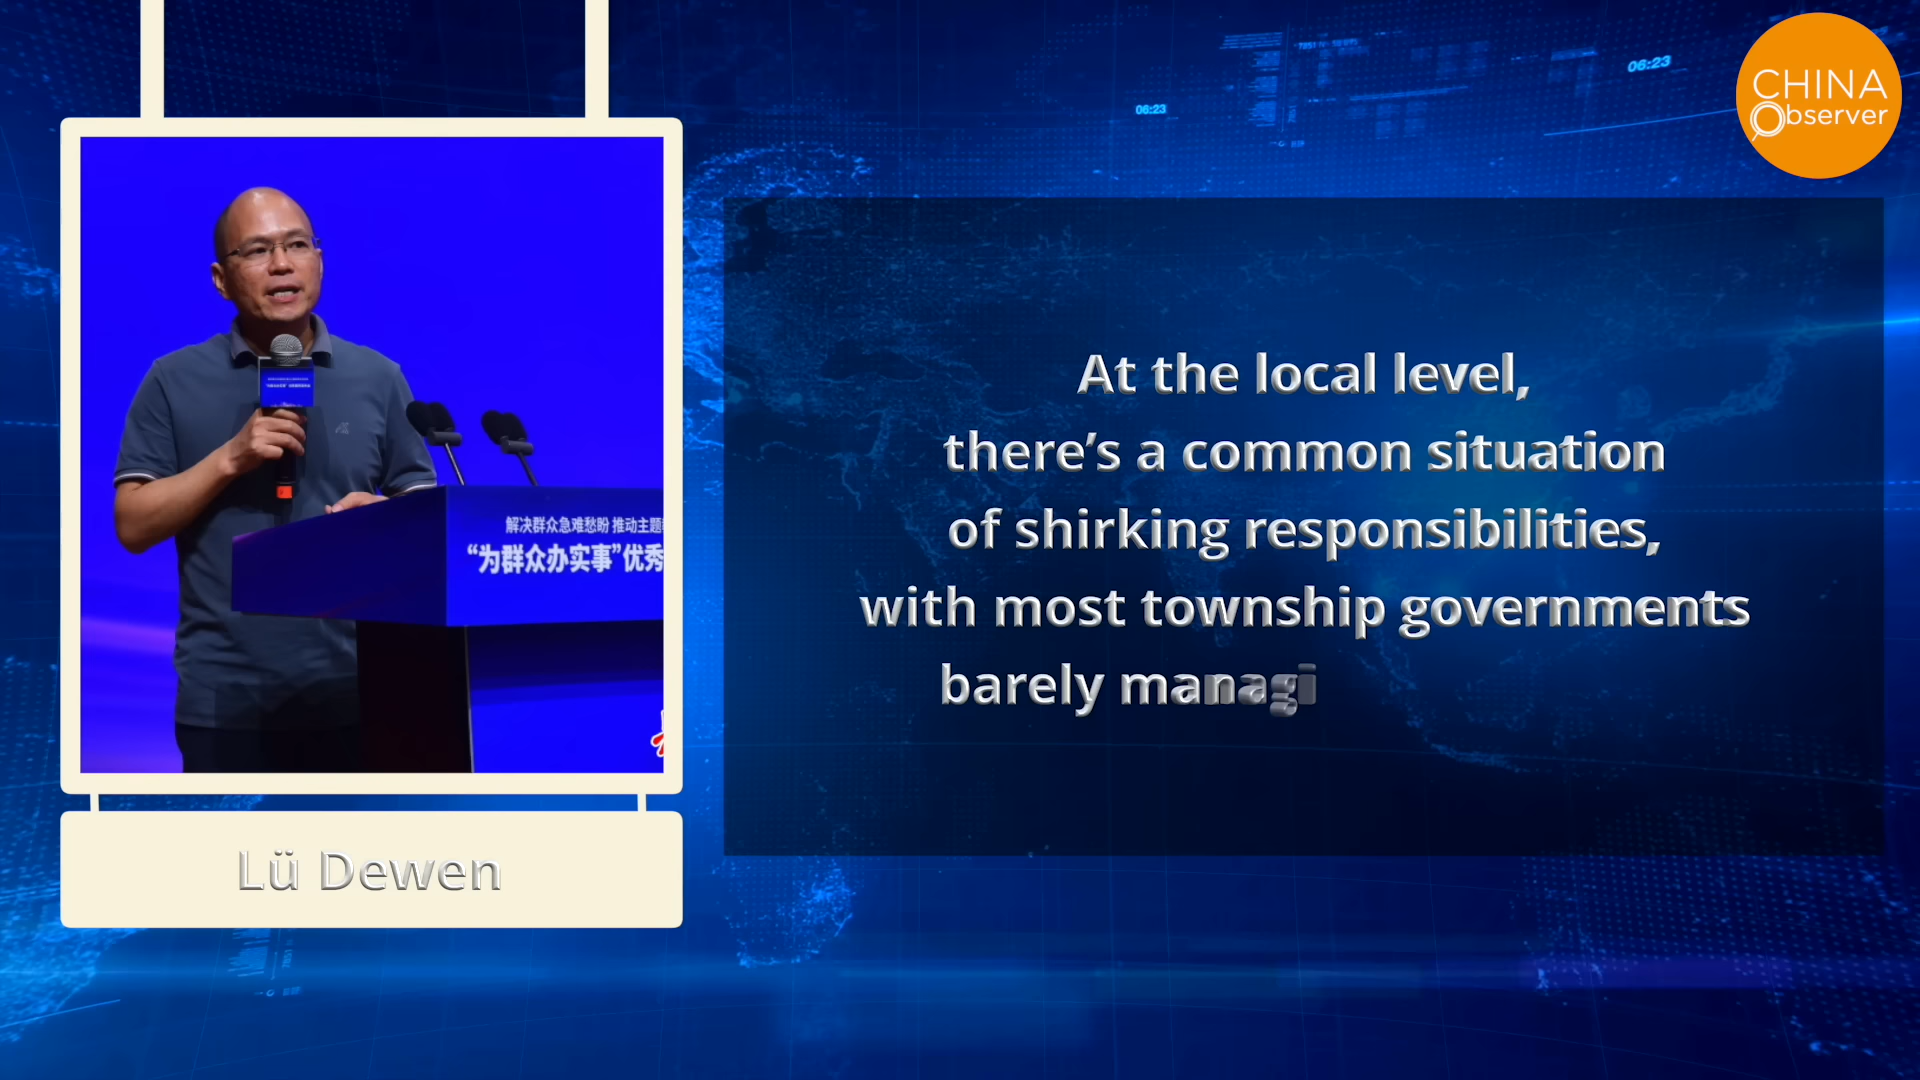 06:23
06:23
CHINA
Observer
解决群众急难愁盼 推动主题
“为群众办实事”优秀
At the local level,
there’s a common situation
of shirking responsibilities,
with most township governments
barely managi
Lü Dewen